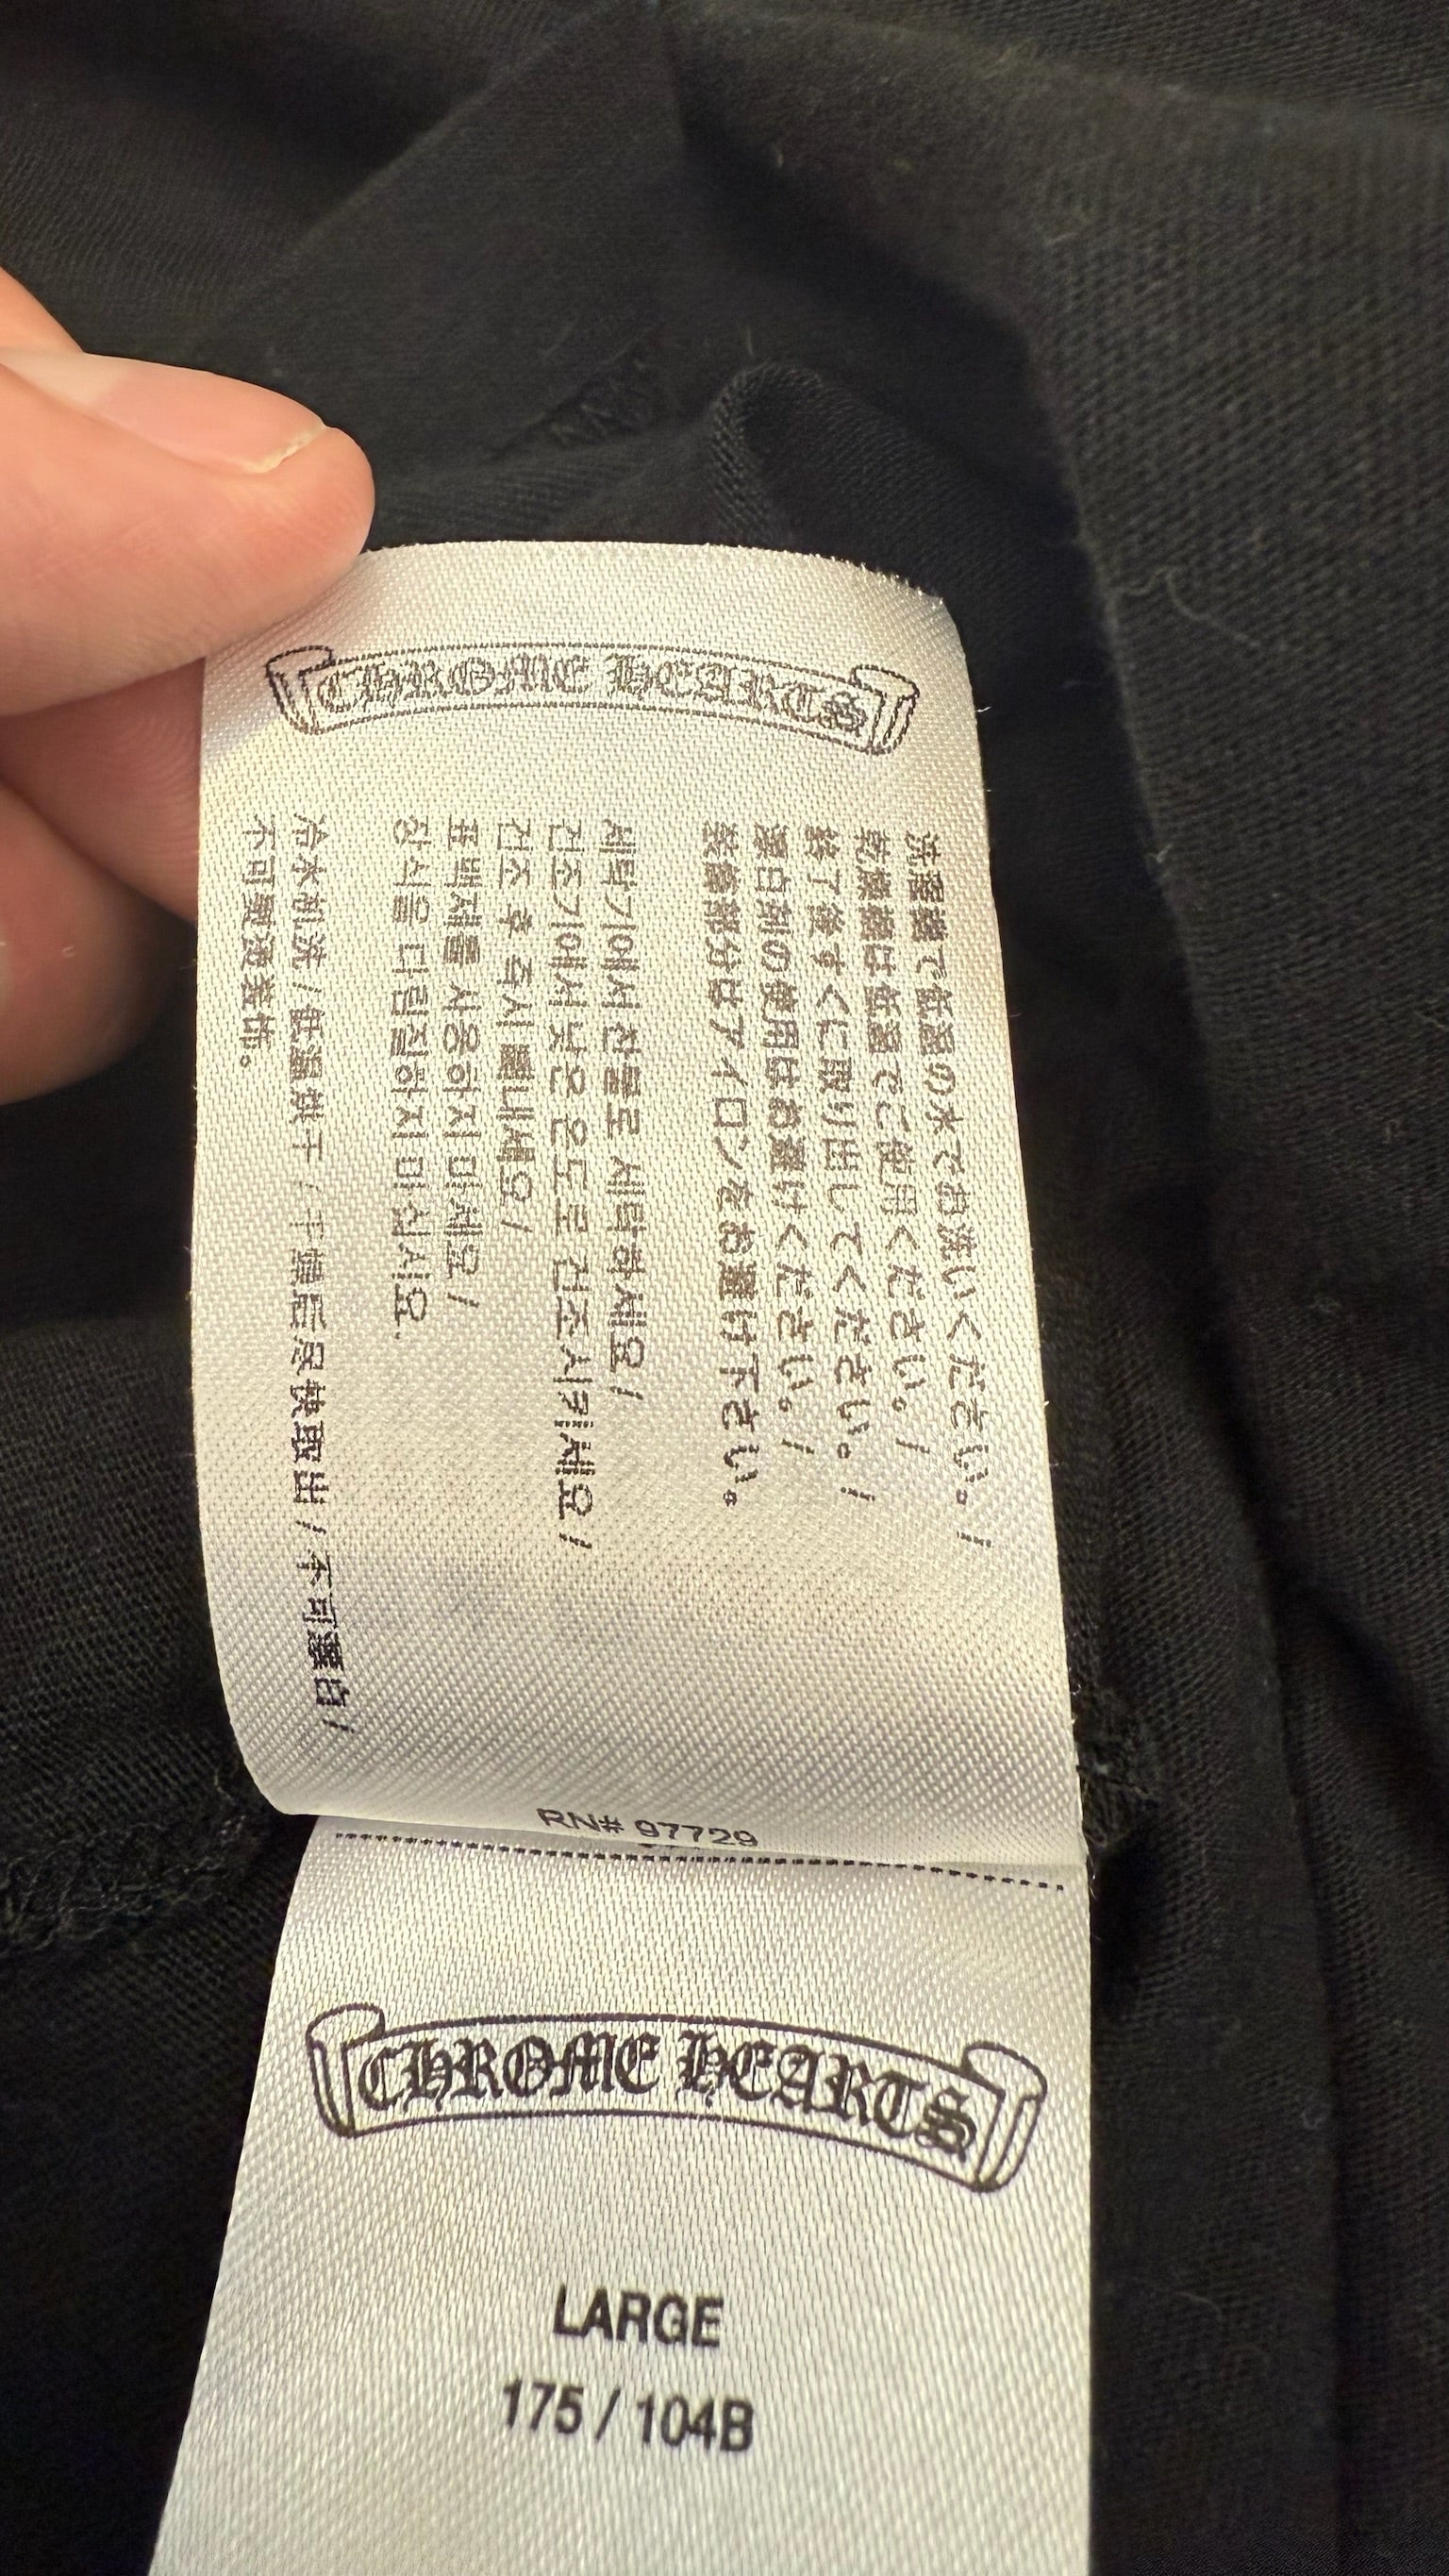 CHROME HEARTS
洗濯機で低温の水でお洗いください。/
乾燥機は低温でご使用ください。/
終了後すぐに取り出してください。/
漂白剤の使用はお避けください。/
装飾部分はアイロンをお避け下さい。
세탁기에서 찬물로 세탁하세요/
건조기에서 낮은 온도로 건조시키세요/
건조 후 즉시 빼내세요/
표백제를 사용하지 마세요/
장식을 다림질하지 마십시오.
冷水机洗/低温烘干/干燥后尽快取出/不可漂白/
不可熨烫装饰。
RN# 97729
CHROME HEARTS
LARGE
175 / 104B